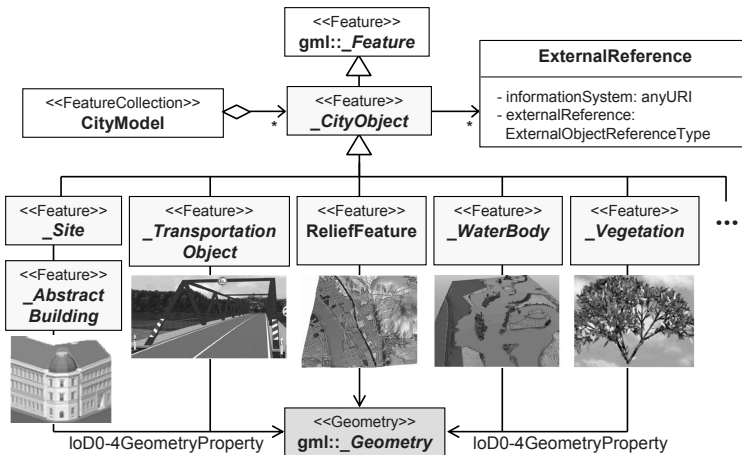 <<Feature>>
gml::_Feature
<<FeatureCollection>>
CityModel
*
<<Feature>>
_CityObject
*
ExternalReference
- informationSystem: anyURI
- externalReference:
ExternalObjectReferenceType
<<Feature>>
_Site
<<Feature>>
_Transportation
Object
<<Feature>>
ReliefFeature
<<Feature>>
_WaterBody
<<Feature>>
_Vegetation
...
<<Feature>>
_Abstract
Building
<<Geometry>>
gml::_Geometry
loD0-4GeometryProperty
loD0-4GeometryProperty